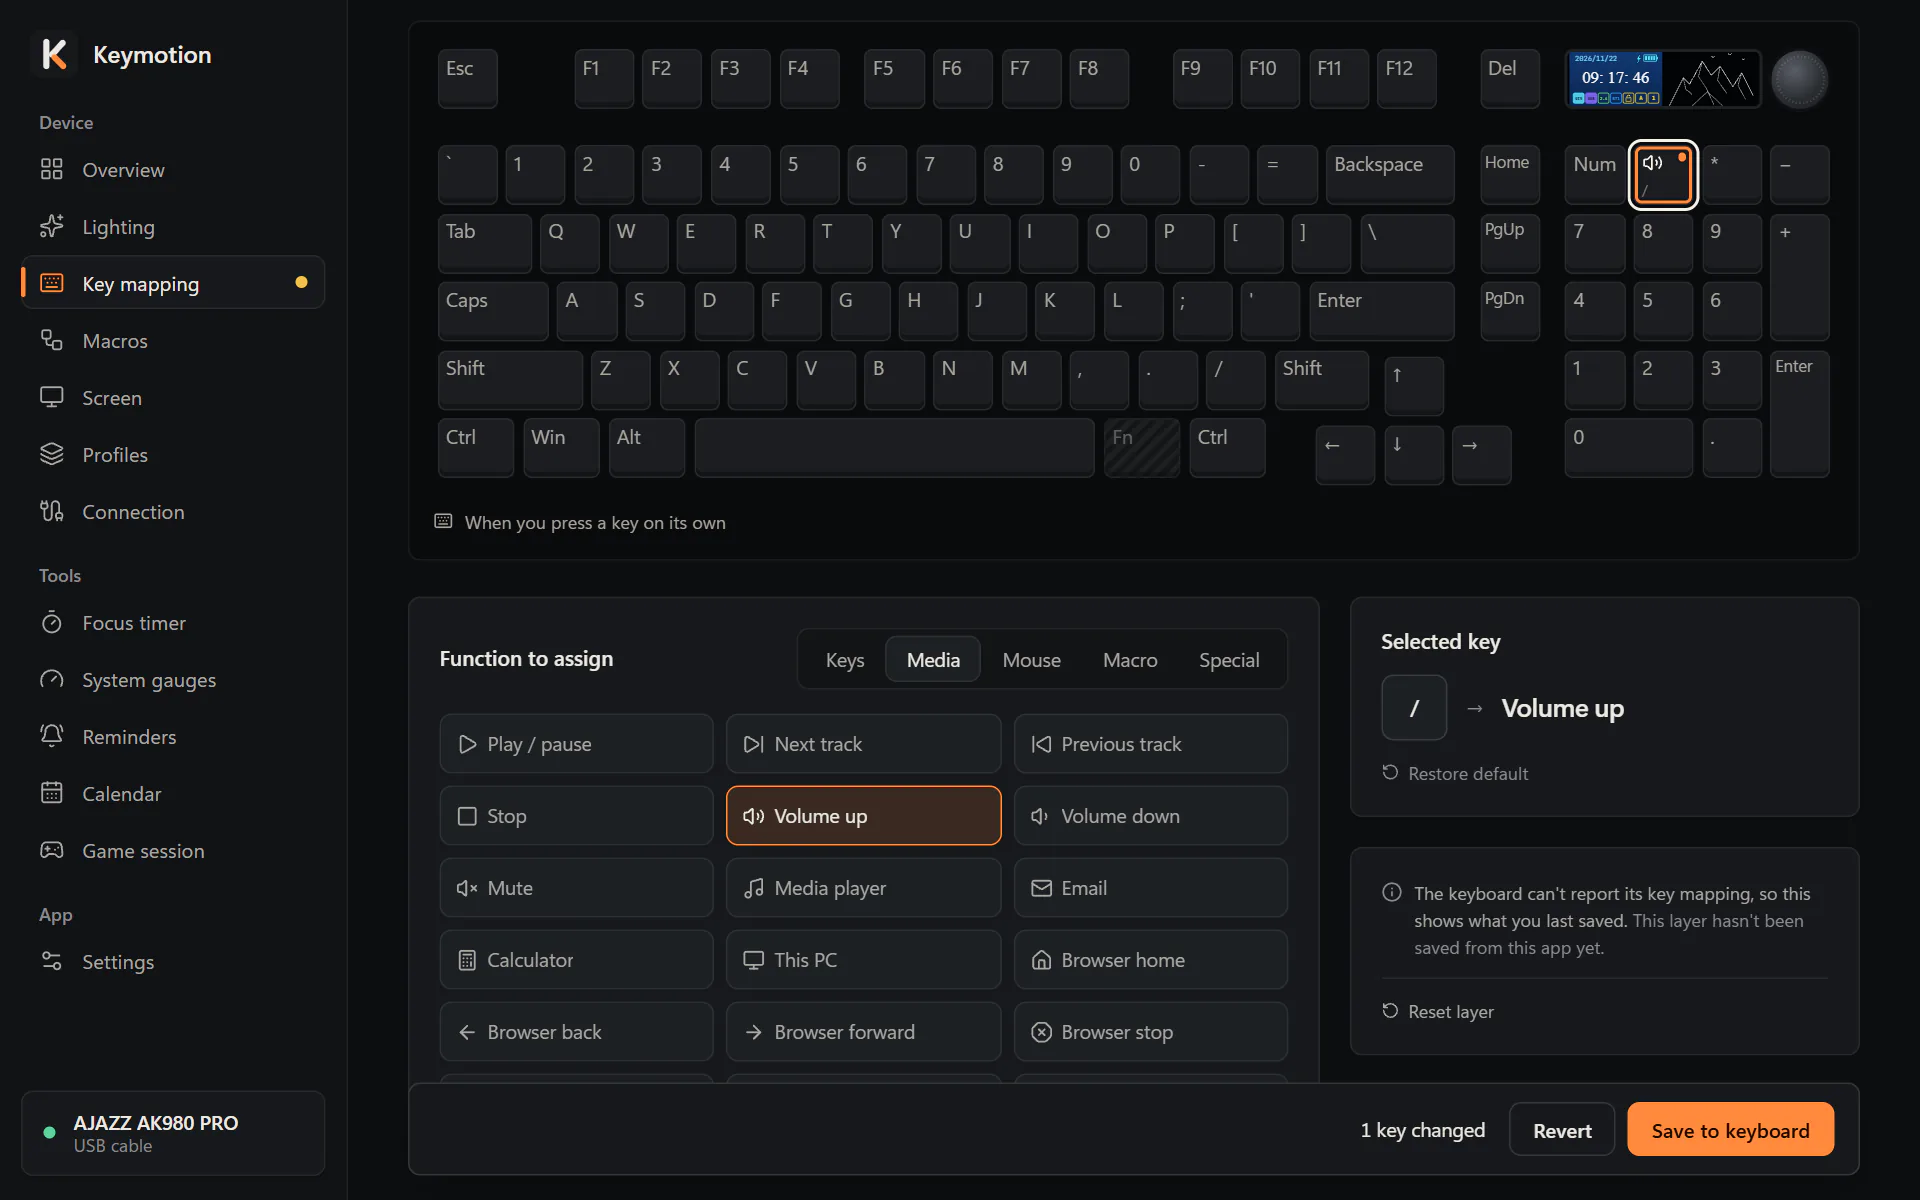 Keymotion
Device
Overview
Lighting
Key mapping
Macros
Screen
Profiles
Connection
Tools
Focus timer
System gauges
Reminders
Calendar
Game session
App
Settings
AJAZZ AK980 PRO
USB cable
Esc F1 F2 F3 F4 F5 F6 F7 F8 F9 F10 F11 F12 Del
2026/11/22
09: 17: 46
` 1 2 3 4 5 6 7 8 9 0 - = Backspace Home Num / * −
Tab Q W E R T Y U I O P [ ] \ PgUp 7 8 9 +
Caps A S D F G H J K L ; ' Enter PgDn 4 5 6
Shift Z X C V B N M , . / Shift ↑ 1 2 3 Enter
Ctrl Win Alt Fn Ctrl ← ↓ → 0 .
When you press a key on its own
Function to assign
Keys Media Mouse Macro Special
Play / pause Next track Previous track
Stop Volume up Volume down
Mute Media player Email
Calculator This PC Browser home
Browser back Browser forward Browser stop
Selected key
/ → Volume up
Restore default
The keyboard can't report its key mapping, so this
shows what you last saved. This layer hasn't been
saved from this app yet.
Reset layer
1 key changed Revert Save to keyboard